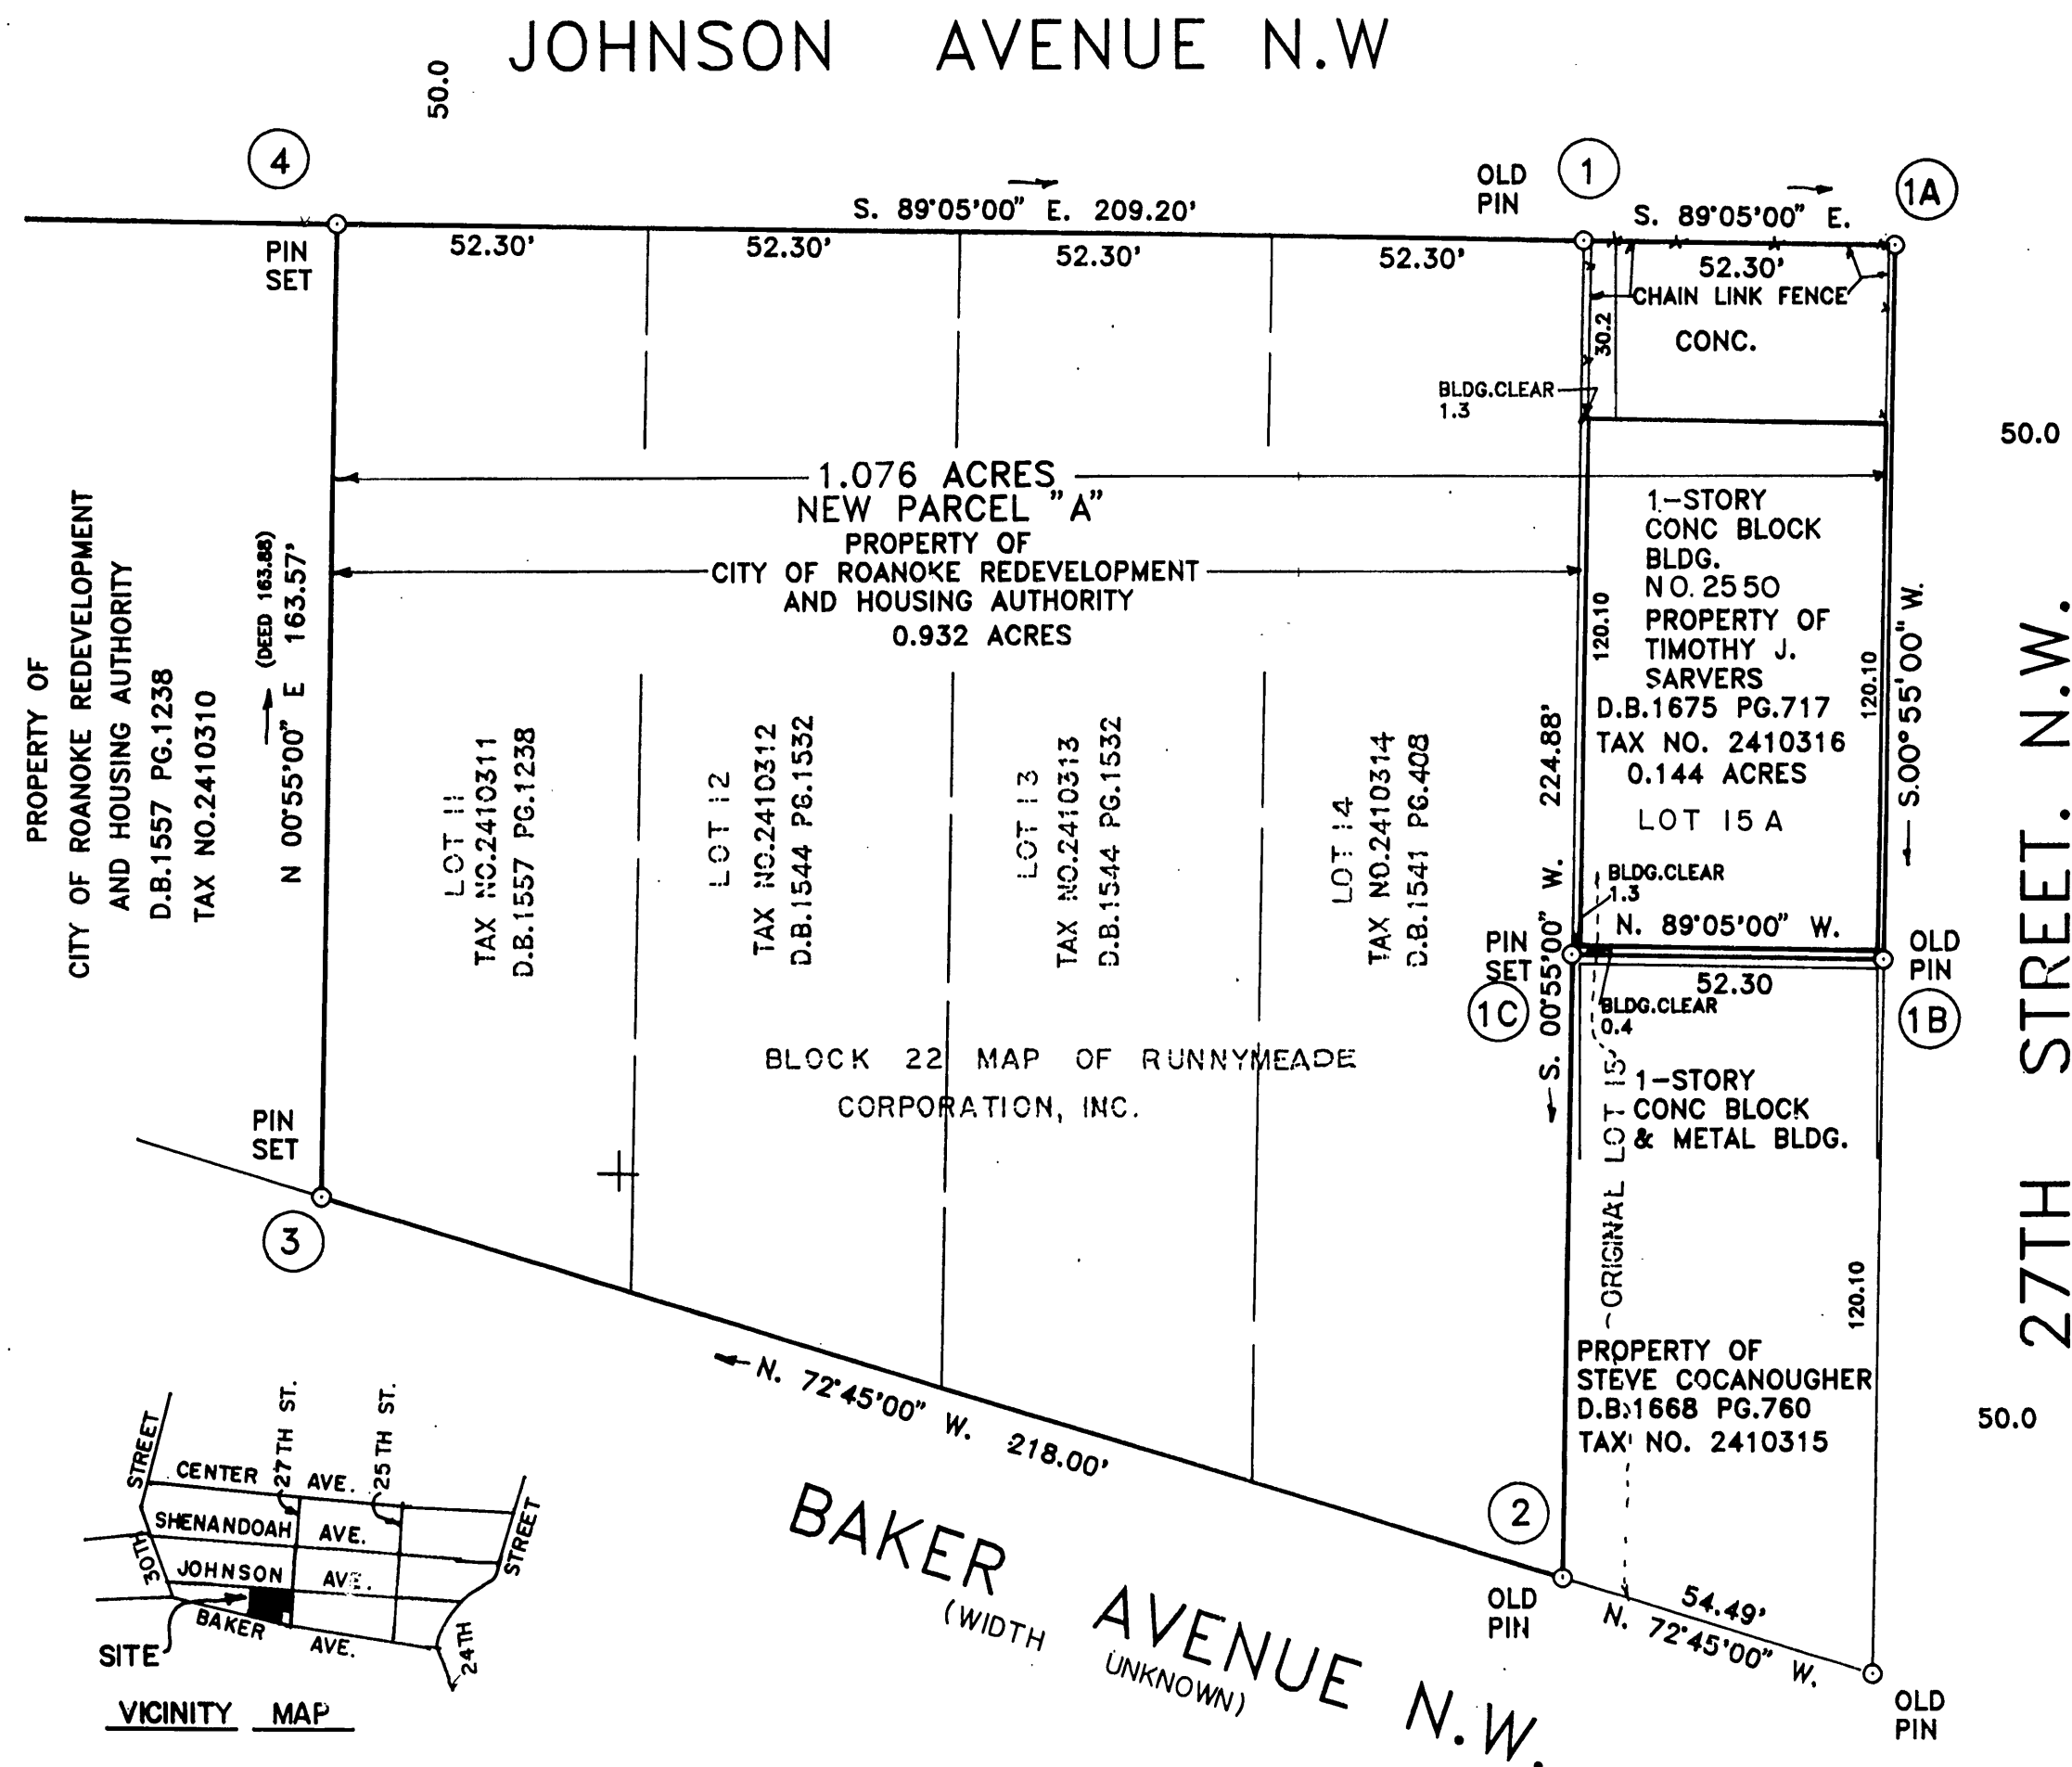 JOHNSON AVENUE N.W
50.0
4
1
1A
OLD
PIN
S. 89°05'00" E. 209.20'
S. 89°05'00" E.
PIN
SET
52.30'
52.30'
52.30'
52.30'
52.30'
CHAIN LINK FENCE
30.2
CONC.
BLDG.CLEAR
1.3
50.0
1.076 ACRES
NEW PARCEL "A"
PROPERTY OF
CITY OF ROANOKE REDEVELOPMENT
AND HOUSING AUTHORITY
0.932 ACRES
1-STORY
CONC BLOCK
BLDG.
NO.2550
PROPERTY OF
TIMOTHY J.
SARVERS
D.B.1675 PG.717
TAX NO. 2410316
0.144 ACRES
LOT 15A
120.10
120.10
PROPERTY OF
CITY OF ROANOKE REDEVELOPMENT
AND HOUSING AUTHORITY
D.B.1557 PG.1238
TAX NO.2410310
(DEED 163.88)
N 00°55'00" E 163.57'
LOT 11
TAX NO.2410311
D.B.1557 PG.1238
LOT 12
TAX NO.2410312
D.B.1544 PG.1532
LOT 13
TAX NO.2410313
D.B.1544 PG.1532
LOT 14
TAX NO.2410314
D.B.1541 PG.408
S. 00°55'00" W. 224.88'
S.00°55'00" W.
27TH STREET. N.W.
BLDG.CLEAR
1.3
N. 89°05'00" W.
PIN
SET
OLD
PIN
52.30
1C
1B
BLDG.CLEAR
0.4
BLOCK 22 MAP OF RUNNYMEADE
CORPORATION, INC.
1-STORY
CONC BLOCK
& METAL BLDG.
ORIGINAL LOT 15
PIN
SET
3
120.10
PROPERTY OF
STEVE COCANOUGHER
D.B.1668 PG.760
TAX NO. 2410315
50.0
N. 72°45'00" W. 218.00'
2
OLD
PIN
54.49'
N. 72°45'00" W.
OLD
PIN
BAKER AVENUE N.W.
(WIDTH UNKNOWN)
STREET
27TH ST.
25TH ST.
CENTER AVE.
SHENANDOAH AVE.
STREET
30TH
JOHNSON AVE.
BAKER AVE.
24TH
SITE
VICINITY MAP